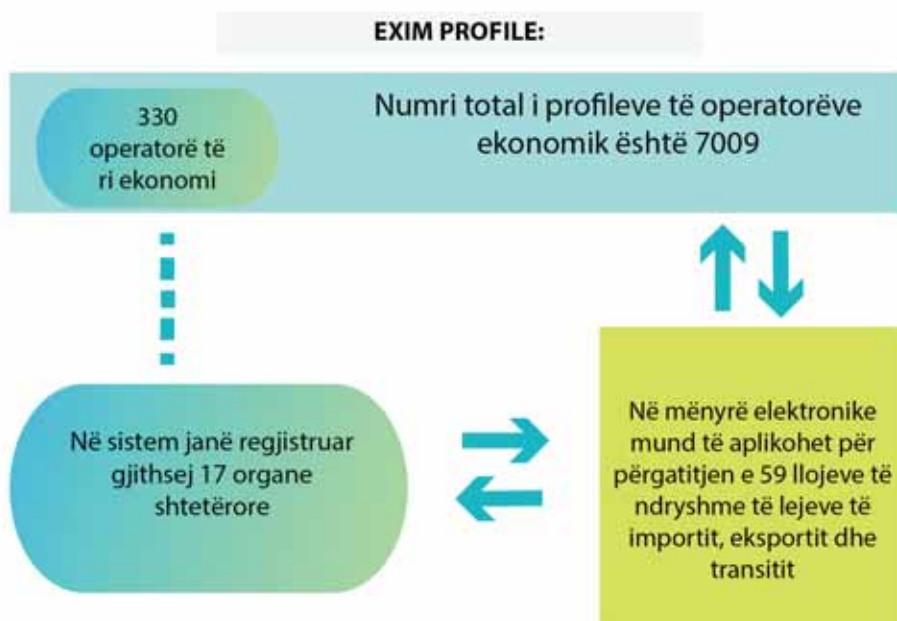 EXIM PROFILE:
330
operatorë të
ri ekonomi
Numri total i profileve të operatorëve
ekonomik është 7009
Në sistem janë regjistruar
gjithsej 17 organe
shtetërore
Në mënyrë elektronike
mund të aplikohet për
përgatitjen e 59 llojeve të
ndryshme të lejeve të
importit, eksportit dhe
transitit